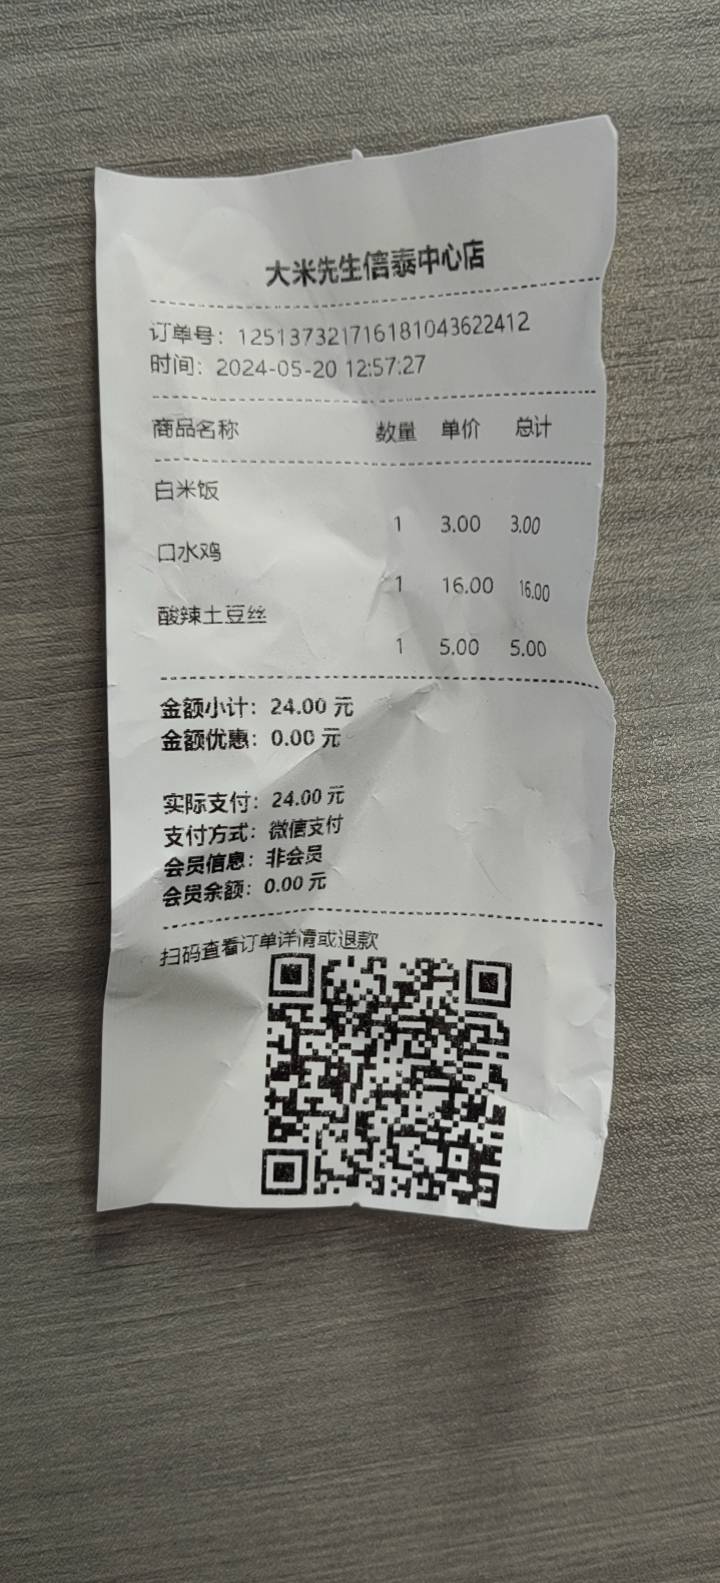 大米先生倍泰中心店
订单号：1251373217161810436​22412
时间：2024-05-20 12:57:27
商品名称 数量 单价 总计
白米饭
1 3.00 3.00
口水鸡
1 16.00 16.00
酸辣土豆丝
1 5.00 5.00
金额小计：24.00 元
金额优惠：0.00 元
实际支付：24.00 元
支付方式：微信支付
会员信息：非会员
会员余额：0.00 元
扫码查看订单详情或退款